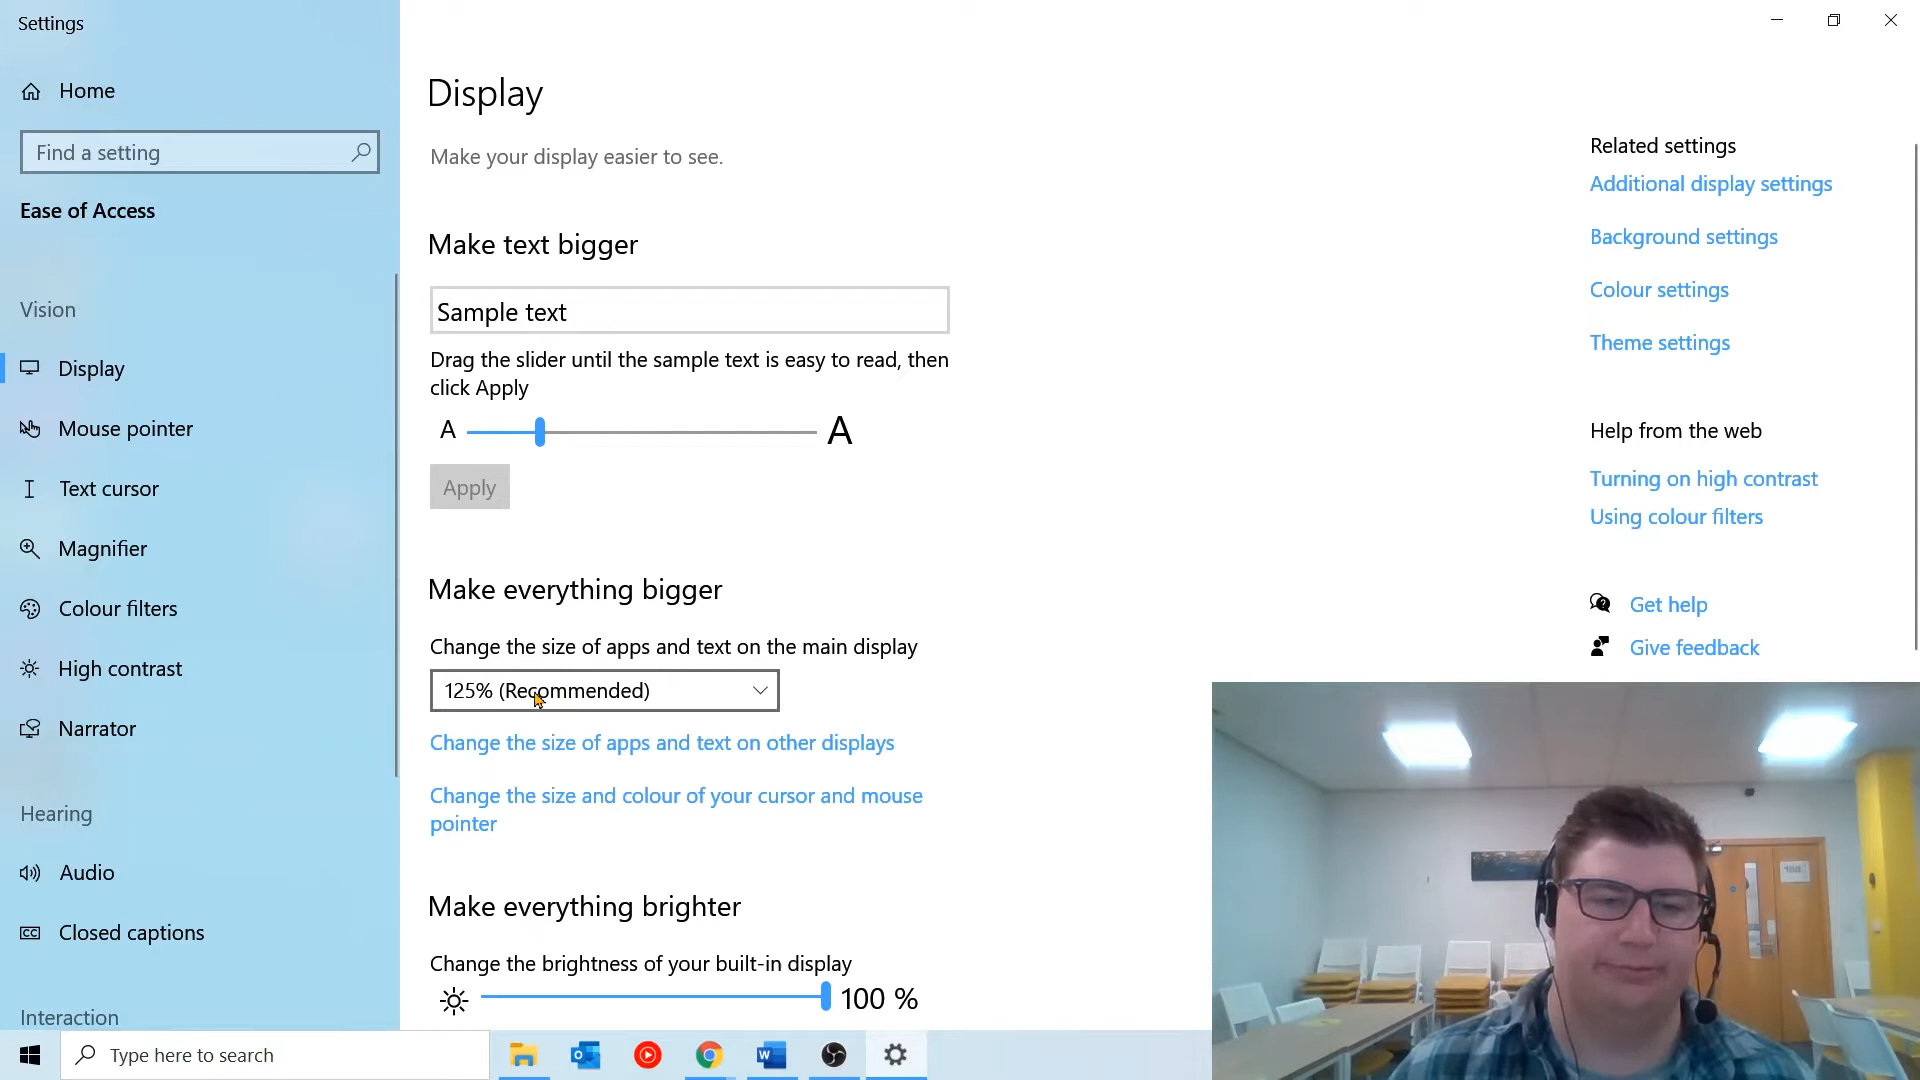 Settings
Home
Find a setting
Ease of Access
Vision
Display
Mouse pointer
Text cursor
Magnifier
Colour filters
High contrast
Narrator
Hearing
Audio
Closed captions
Interaction
Display
Make your display easier to see.
Make text bigger
Sample text
Drag the slider until the sample text is easy to read, then
click Apply
A A
Apply
Make everything bigger
Change the size of apps and text on the main display
125% (Recommended)
Change the size of apps and text on other displays
Change the size and colour of your cursor and mouse
pointer
Make everything brighter
Change the brightness of your built-in display
100 %
Related settings
Additional display settings
Background settings
Colour settings
Theme settings
Help from the web
Turning on high contrast
Using colour filters
Get help
Give feedback
Type here to search